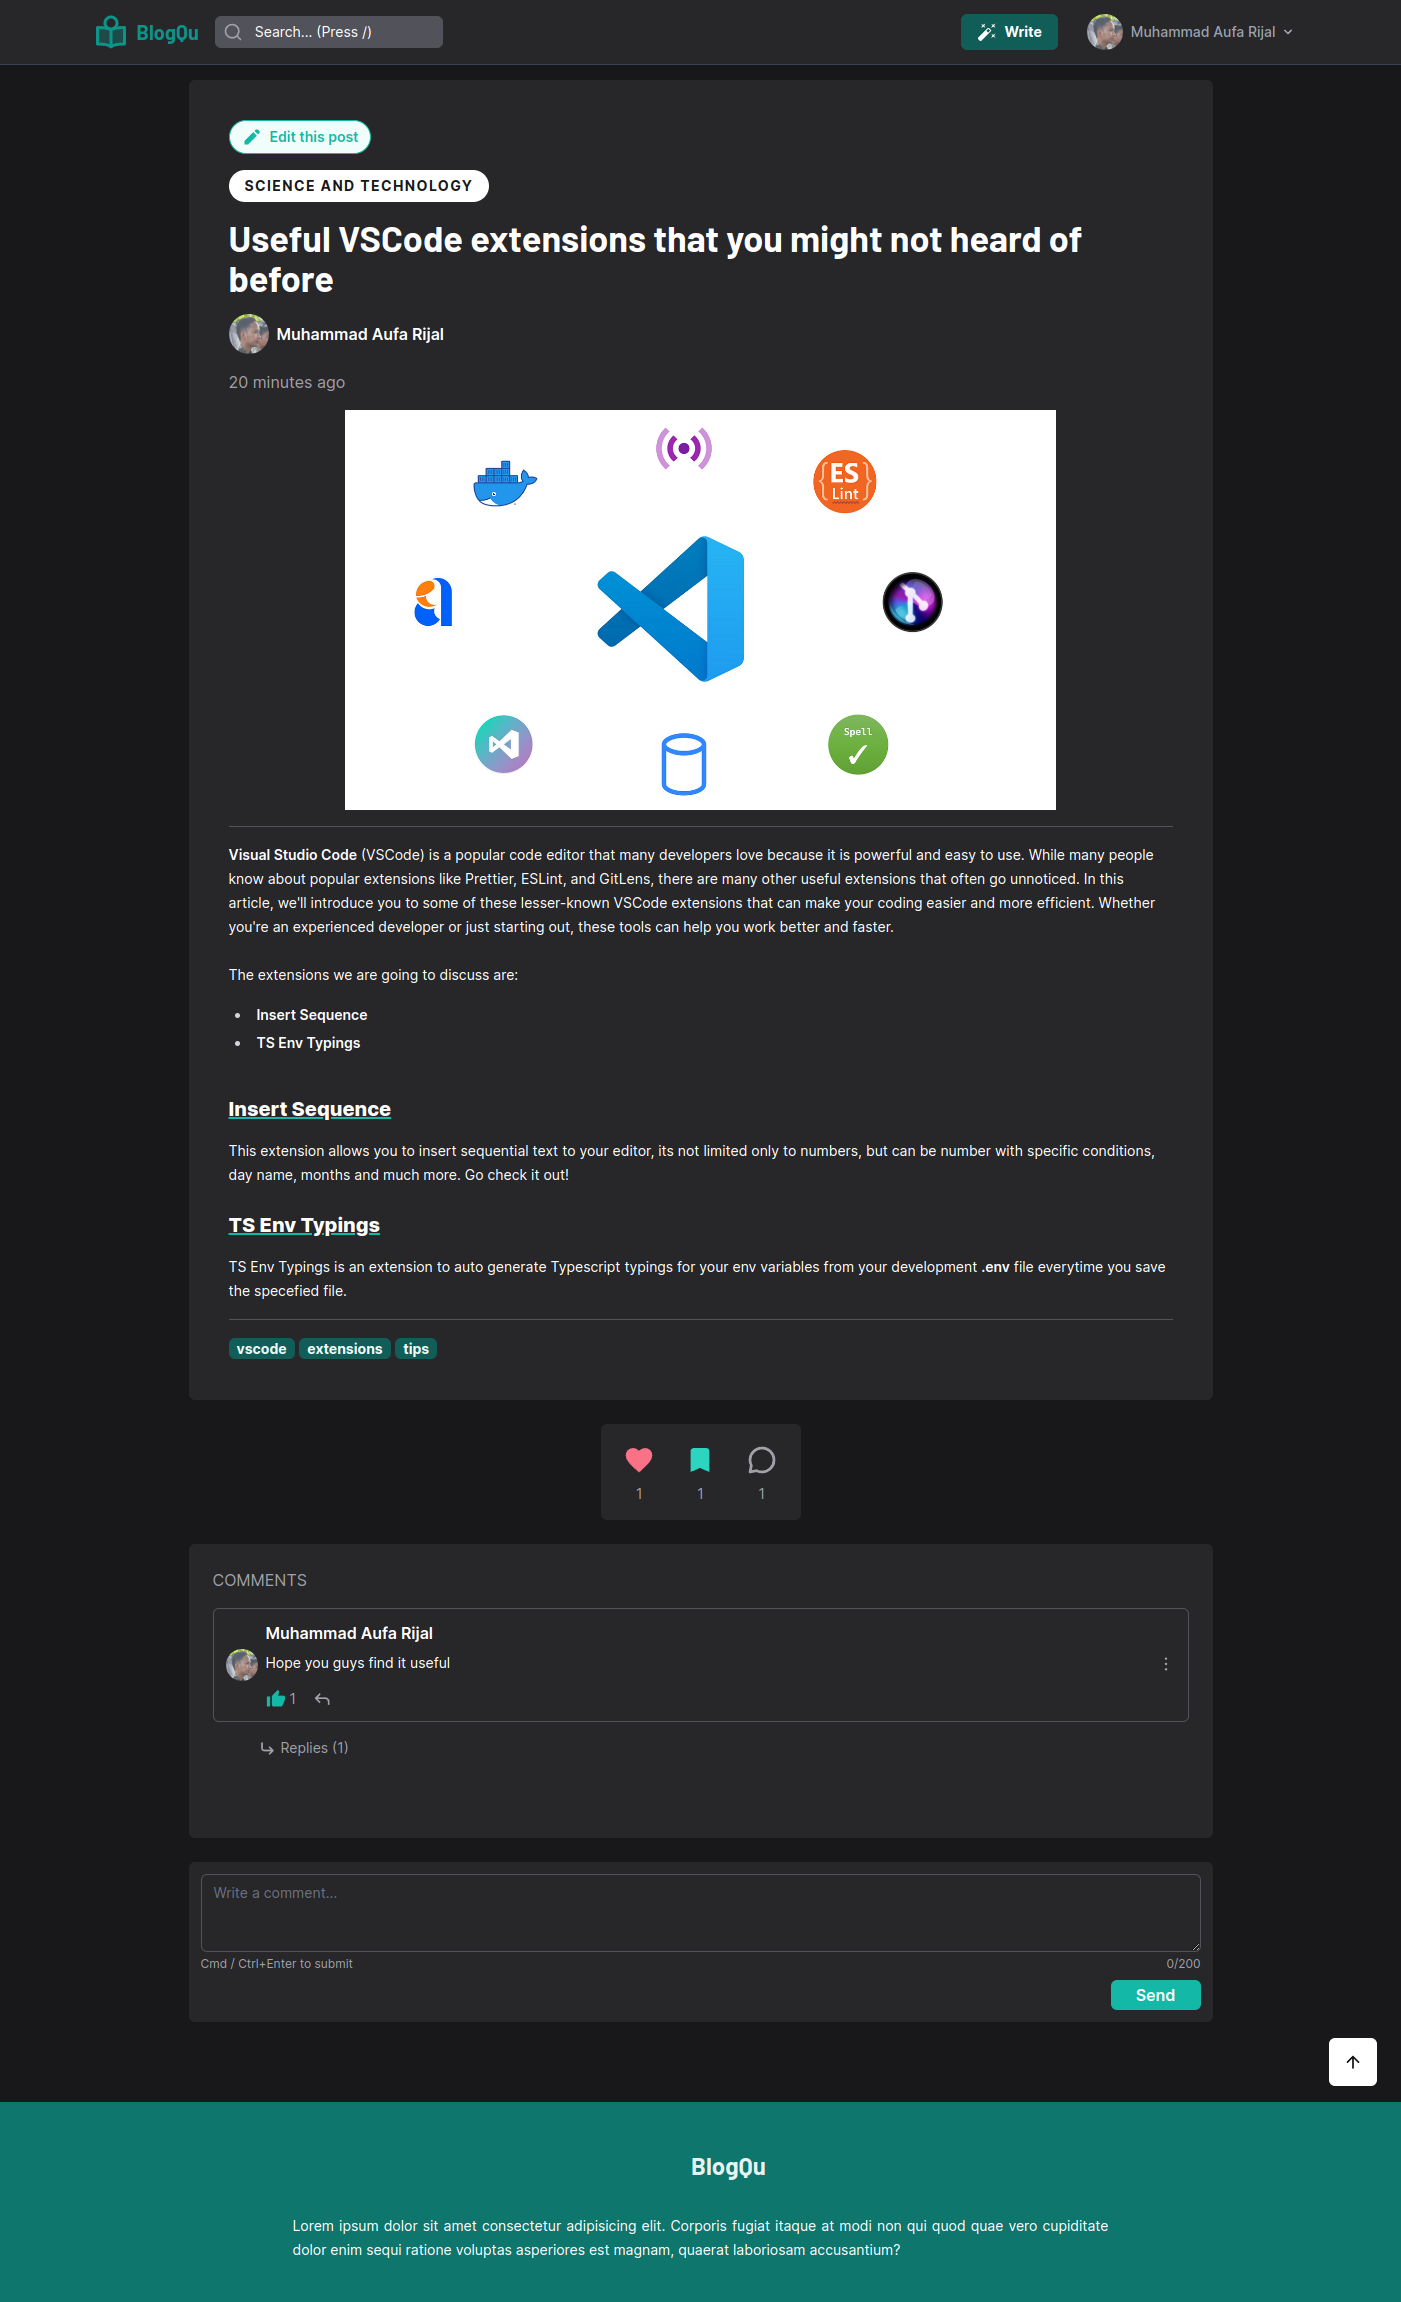 BlogQu
Search... (Press /)
Write
Muhammad Aufa Rijal
Edit this post
SCIENCE AND TECHNOLOGY
Useful VSCode extensions that you might not heard of
before
Muhammad Aufa Rijal
20 minutes ago
ES
Lint
Spell
Visual Studio Code (VSCode) is a popular code editor that many developers love because it is powerful and easy to use. While many people
know about popular extensions like Prettier, ESLint, and GitLens, there are many other useful extensions that often go unnoticed. In this
article, we'll introduce you to some of these lesser-known VSCode extensions that can make your coding easier and more efficient. Whether
you're an experienced developer or just starting out, these tools can help you work better and faster.
The extensions we are going to discuss are:
Insert Sequence
TS Env Typings
Insert Sequence
This extension allows you to insert sequential text to your editor, its not limited only to numbers, but can be number with specific conditions,
day name, months and much more. Go check it out!
TS Env Typings
TS Env Typings is an extension to auto generate Typescript typings for your env variables from your development .env file everytime you save
the specefied file.
vscode extensions tips
1 1 1
COMMENTS
Muhammad Aufa Rijal
Hope you guys find it useful
1
Replies (1)
Write a comment...
Cmd / Ctrl+Enter to submit
0/200
Send
BlogQu
Lorem ipsum dolor sit amet consectetur adipisicing elit. Corporis fugiat itaque at modi non qui quod quae vero cupiditate
dolor enim sequi ratione voluptas asperiores est magnam, quaerat laboriosam accusantium?